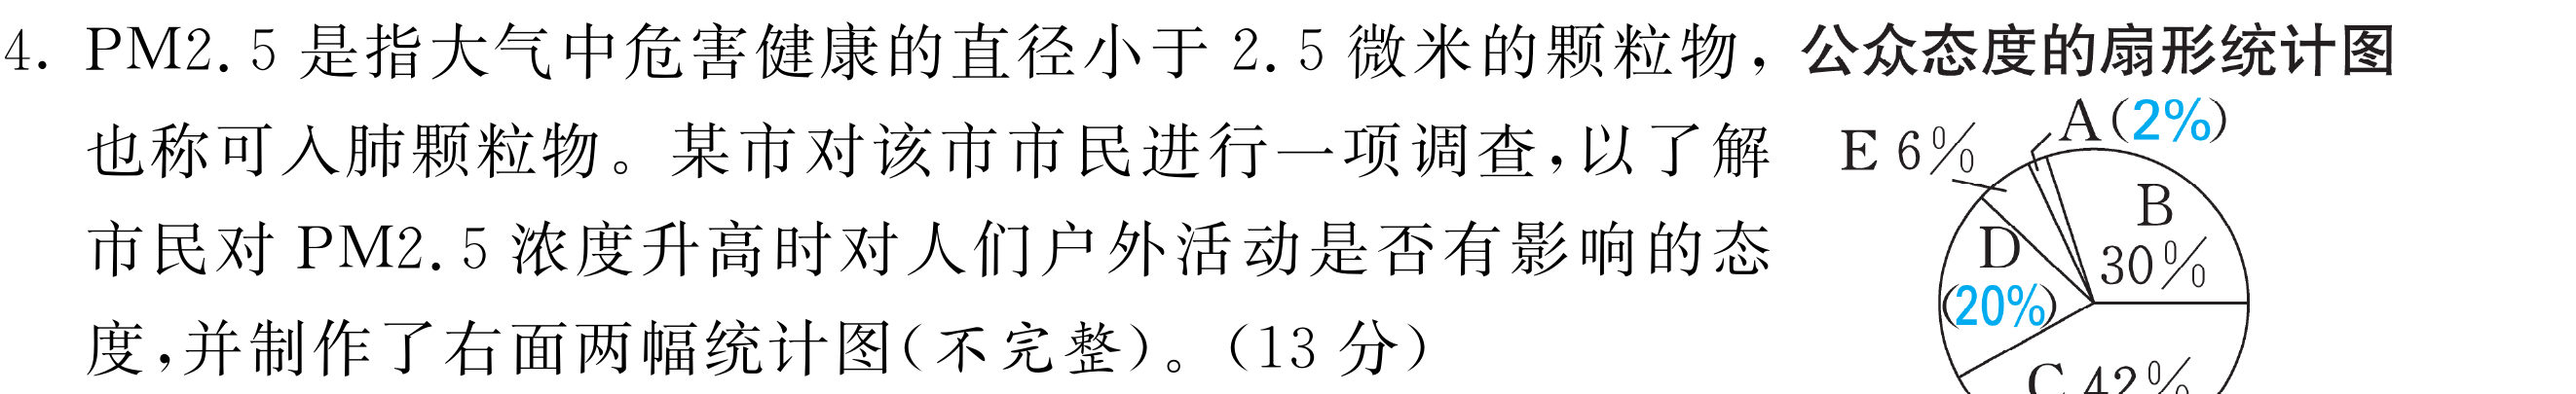 4. PM2.5 是指大气中危害健康的直径小于 2.5 微米的颗粒物，
也称可入肺颗粒物。某市对该市市民进行一项调查，以了解
市民对 PM2.5 浓度升高时对人们户外活动是否有影响的态
度，并制作了右面两幅统计图(不完整)。(13 分)
公众态度的扇形统计图
A(2%)
E 6%
B
30%
D
(20%)
C 42%